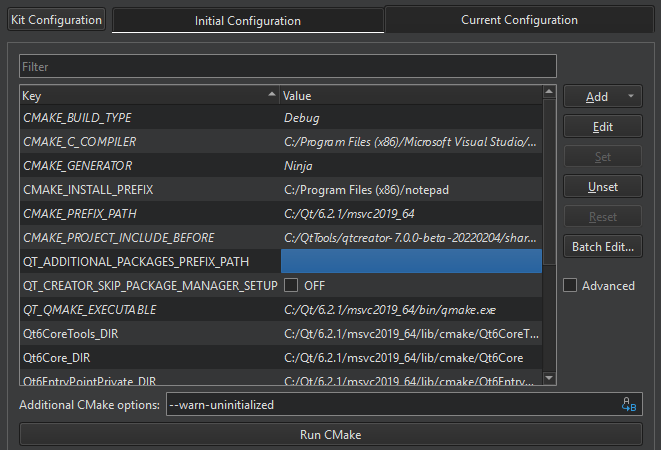 Kit Configuration Initial Configuration Current Configuration
Filter
Key Value
CMAKE_BUILD_TYPE Debug
CMAKE_C_COMPILER C:/Program Files (x86)/Microsoft Visual Studio/...
CMAKE_GENERATOR Ninja
CMAKE_INSTALL_PREFIX C:/Program Files (x86)/notepad
CMAKE_PREFIX_PATH C:/Qt/6.2.1/msvc2019_64
CMAKE_PROJECT_INCLUDE_BEFORE C:/QtTools/qtcreator-7.0.0-beta-20220204/shar...
QT_ADDITIONAL_PACKAGES_PREFIX_PATH
QT_CREATOR_SKIP_PACKAGE_MANAGER_SETUP OFF
QT_QMAKE_EXECUTABLE C:/Qt/6.2.1/msvc2019_64/bin/qmake.exe
Qt6CoreTools_DIR C:/Qt/6.2.1/msvc2019_64/lib/cmake/Qt6CoreT...
Qt6Core_DIR C:/Qt/6.2.1/msvc2019_64/lib/cmake/Qt6Core
Qt6EntryPointPrivate_DIR C:/Qt/6.2.1/msvc2019_64/lib/cmake/Qt6Entry...
Add
Edit
Set
Unset
Reset
Batch Edit...
Advanced
Additional CMake options: --warn-uninitialized
Run CMake